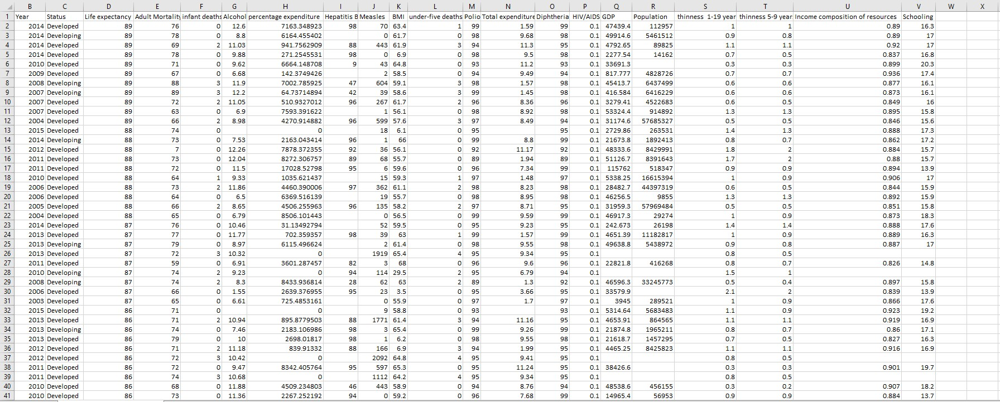 B C D E F G H I J K L M N O P Q R S T U V W X
1 Year Status Life expectancy Adult Mortality infant deaths Alcohol percentage expenditure Hepatitis B Measles BMI under-five deaths Polio Total expenditure Diphtheria HIV/AIDS GDP Population thinness 1-19 year thinness 5-9 year Income composition of resources Schooling
2 2014 Developed 89 76 0 12.6 7163.348923 98 70 63.4 1 99 1.59 99 0.1 47439.4 112957 1 1 0.89 16.3
3 2014 Developing 89 78 0 8.8 6164.455402 0 61.7 0 98 9.68 98 0.1 49914.6 5461512 0.9 0.8 0.89 17
4 2014 Developed 89 69 2 11.03 941.7562909 88 443 61.9 3 94 11.3 95 0.1 4792.65 89825 1.1 1.1 0.92 17
5 2014 Developed 89 78 0 9.88 271.2545531 98 0 6.9 0 98 9.5 98 0.1 2277.54 14162 0.7 0.5 0.837 16.8
6 2010 Developed 89 71 0 9.62 6664.148708 9 43 64.8 0 93 11.2 93 0.1 33691.3 0.3 0.3 0.899 20.3
7 2009 Developed 89 67 0 6.68 142.3749426 2 58.5 0 94 9.49 94 0.1 817.777 4828726 0.7 0.7 0.936 17.4
8 2008 Developing 89 88 3 11.9 7002.785925 47 604 59.1 3 98 1.57 98 0.1 45413.7 6437499 0.6 0.6 0.877 16.1
9 2007 Developing 89 89 3 12.2 64.73714894 42 39 58.6 3 99 1.45 98 0.1 416.584 6416229 0.6 0.6 0.873 16.1
10 2007 Developed 89 72 2 11.05 510.9327012 96 267 61.7 2 96 8.36 96 0.1 3279.41 4522683 0.6 0.5 0.849 16
11 2007 Developed 89 63 0 6.9 7593.391622 1 56.1 0 98 8.92 98 0.1 53324.4 914892 1.3 1.3 0.895 15.8
12 2004 Developed 89 66 2 8.98 4270.914882 96 599 57.6 3 97 8.49 94 0.1 31174.6 57685327 0.5 0.5 0.846 15.6
13 2015 Developed 88 74 0 0 18 6.1 0 95 95 0.1 2729.86 263531 1.4 1.3 0.888 17.3
14 2014 Developing 88 73 0 7.53 2163.043414 96 1 66 0 99 8.8 99 0.1 21673.8 1892413 0.8 0.7 0.862 17.2
15 2012 Developed 88 7 0 12.26 7878.372355 92 36 56.1 0 92 11.17 92 0.1 48333.6 8429991 1.8 2 0.884 15.7
16 2011 Developed 88 73 0 12.04 8272.306757 89 68 55.7 0 89 1.94 89 0.1 51126.7 8391643 1.7 2 0.88 15.7
17 2011 Developed 88 72 0 11.5 17028.52798 95 6 59.6 0 96 7.34 99 0.1 115762 518347 0.9 0.9 0.894 13.9
18 2010 Developed 88 64 1 9.33 1035.621437 15 59.3 1 97 1.48 97 0.1 5338.25 16615394 1 0.9 0.906 17
19 2006 Developed 88 73 2 11.86 4460.390006 97 362 61.1 2 98 8.23 98 0.1 28482.7 44397319 0.6 0.5 0.844 15.9
20 2006 Developed 88 64 0 6.5 6369.516139 19 55.7 0 98 8.95 98 0.1 46256.5 9855 1.3 1.3 0.892 15.9
21 2005 Developed 88 66 2 8.65 4506.255963 96 135 58.2 2 97 8.71 95 0.1 31959.3 57969484 0.5 0.5 0.851 15.8
22 2004 Developed 88 65 0 6.79 8506.101443 0 56.5 0 99 9.59 99 0.1 46917.3 29274 1 0.9 0.873 18.3
23 2014 Developed 87 76 0 10.46 31.13492794 52 59.5 0 95 9.23 95 0.1 242.673 26198 1.4 1.4 0.888 17.6
24 2013 Developed 87 77 0 11.77 702.359357 98 39 63 1 99 1.57 99 0.1 4651.39 11182817 1 0.9 0.889 16.3
25 2013 Developing 87 79 0 8.97 6115.496624 2 61.4 0 98 9.55 98 0.1 49638.8 5438972 0.9 0.8 0.887 17
26 2013 Developed 87 72 3 10.32 0 1919 65.4 4 95 9.34 95 0.1 0.8 0.5
27 2011 Developed 87 59 0 6.91 3601.287457 82 3 68 0 96 9.6 96 0.1 22821.8 416268 0.8 0.7 0.826 14.8
28 2010 Developing 87 74 2 9.23 0 94 114 29.5 2 95 6.79 94 0.1 1.5 1
29 2008 Developing 87 74 2 8.3 8433.936814 28 62 63 2 89 1.3 92 0.1 46596.3 33245773 0.5 0.4 0.897 15.8
30 2006 Developed 87 66 0 1.55 2639.376955 95 23 3.5 0 95 3.66 95 0.1 33579.9 2.1 2 0.839 13.9
31 2003 Developed 87 65 0 6.61 725.4853161 0 55.9 0 97 1.7 97 0.1 3945 289521 1 0.9 0.866 17.6
32 2015 Developed 86 71 0 0 9 58.8 0 93 93 0.1 5314.64 5683483 1.1 0.9 0.923 19.2
33 2013 Developed 86 71 2 10.94 895.8779503 88 1771 61.4 3 94 11.16 95 0.1 4653.91 864565 1.1 1.1 0.919 16.9
34 2013 Developing 86 74 0 7.46 2183.106986 98 3 65.4 0 99 9.26 99 0.1 21874.8 1965211 0.8 0.7 0.86 17.1
35 2013 Developed 86 79 0 10 2698.01817 98 1 6.2 0 98 9.55 98 0.1 21618.7 1457295 0.7 0.5 0.827 16.3
36 2012 Developed 86 71 2 11.18 839.91332 88 166 6.9 3 94 1.99 95 0.1 4465.25 8425823 1.1 1.1 0.916 16.9
37 2012 Developed 86 72 3 10.42 0 2092 64.8 4 95 9.41 95 0.1 0.8 0.5
38 2011 Developed 86 72 0 9.47 8342.405764 95 597 65.3 0 95 11.24 95 0.1 38426.6 0.3 0.3 0.901 19.7
39 2011 Developed 86 74 3 10.68 0 1112 64.2 4 95 9.34 95 0.1 0.8 0.5
40 2010 Developed 86 68 0 11.88 4509.234803 46 443 58.9 0 94 8.76 94 0.1 48538.6 456155 0.3 0.2 0.907 18.2
41 2010 Developed 86 73 0 11.36 2267.252192 94 0 59.2 0 96 7.68 99 0.1 14965.4 56953 0.9 0.9 0.884 13.7